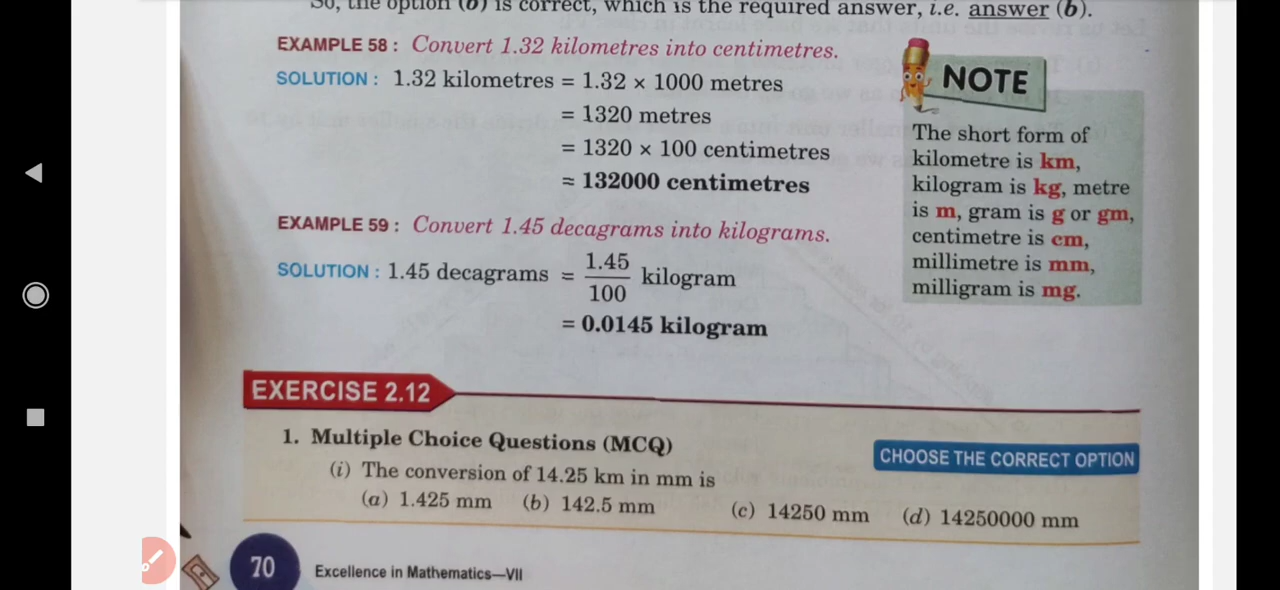 So, the option (b) is correct, which is the required answer, i.e. answer (b).
EXAMPLE 58 : Convert 1.32 kilometres into centimetres.
SOLUTION : 1.32 kilometres = 1.32 × 1000 metres
= 1320 metres
= 1320 × 100 centimetres
= 132000 centimetres
EXAMPLE 59 : Convert 1.45 decagrams into kilograms.
SOLUTION : 1.45 decagrams = 1.45/100 kilogram
= 0.0145 kilogram
NOTE
The short form of
kilometre is km,
kilogram is kg, metre
is m, gram is g or gm,
centimetre is cm,
millimetre is mm,
milligram is mg.
EXERCISE 2.12
1. Multiple Choice Questions (MCQ)
CHOOSE THE CORRECT OPTION
(i) The conversion of 14.25 km in mm is
(a) 1.425 mm (b) 142.5 mm (c) 14250 mm (d) 14250000 mm
70 Excellence in Mathematics—VII